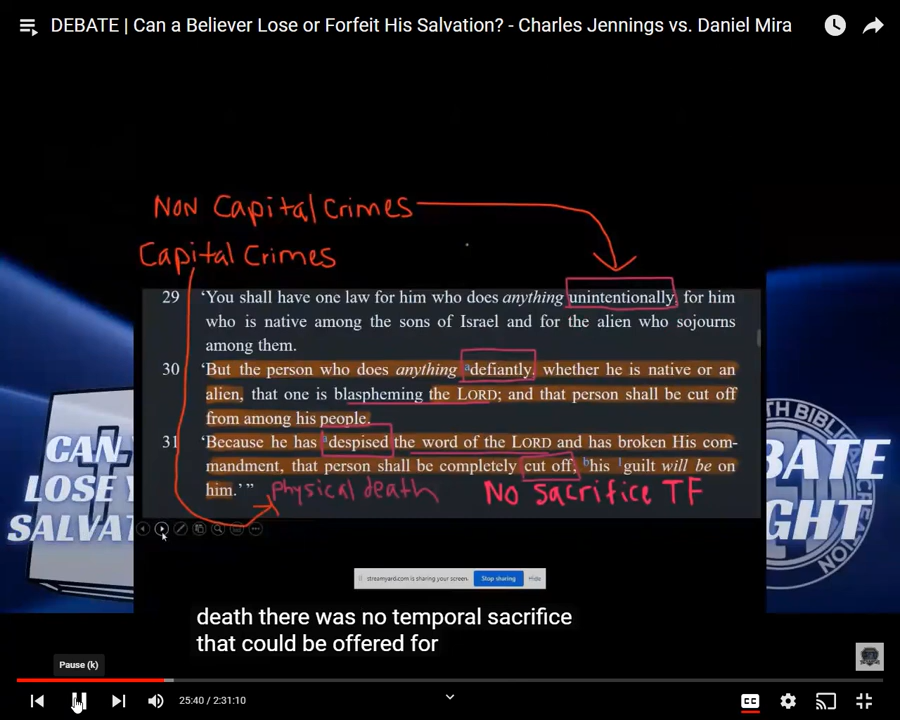 DEBATE | Can a Believer Lose or Forfeit His Salvation? - Charles Jennings vs. Daniel Mira
Non Capital Crimes
Capital Crimes
29 ‘You shall have one law for him who does anything unintentionally, for him
who is native among the sons of Israel and for the alien who sojourns
among them.
30 ‘But the person who does anything ᵃdefiantly, whether he is native or an
alien, that one is blaspheming the LORD; and that person shall be cut off
from among his people.
31 ‘Because he has ᵃdespised the word of the LORD and has broken His com-
mandment, that person shall be completely cut off, ᵇhis ˡguilt will be on
him.’ ”
physical death
No sacrifice TF
CAN
LOSE Y
SALVAT
TH BIBL
BATE
GHT
streamyard.com is sharing your screen.
Stop sharing
Hide
death there was no temporal sacrifice
that could be offered for
Pause (k)
25:40 / 2:31:10
CC